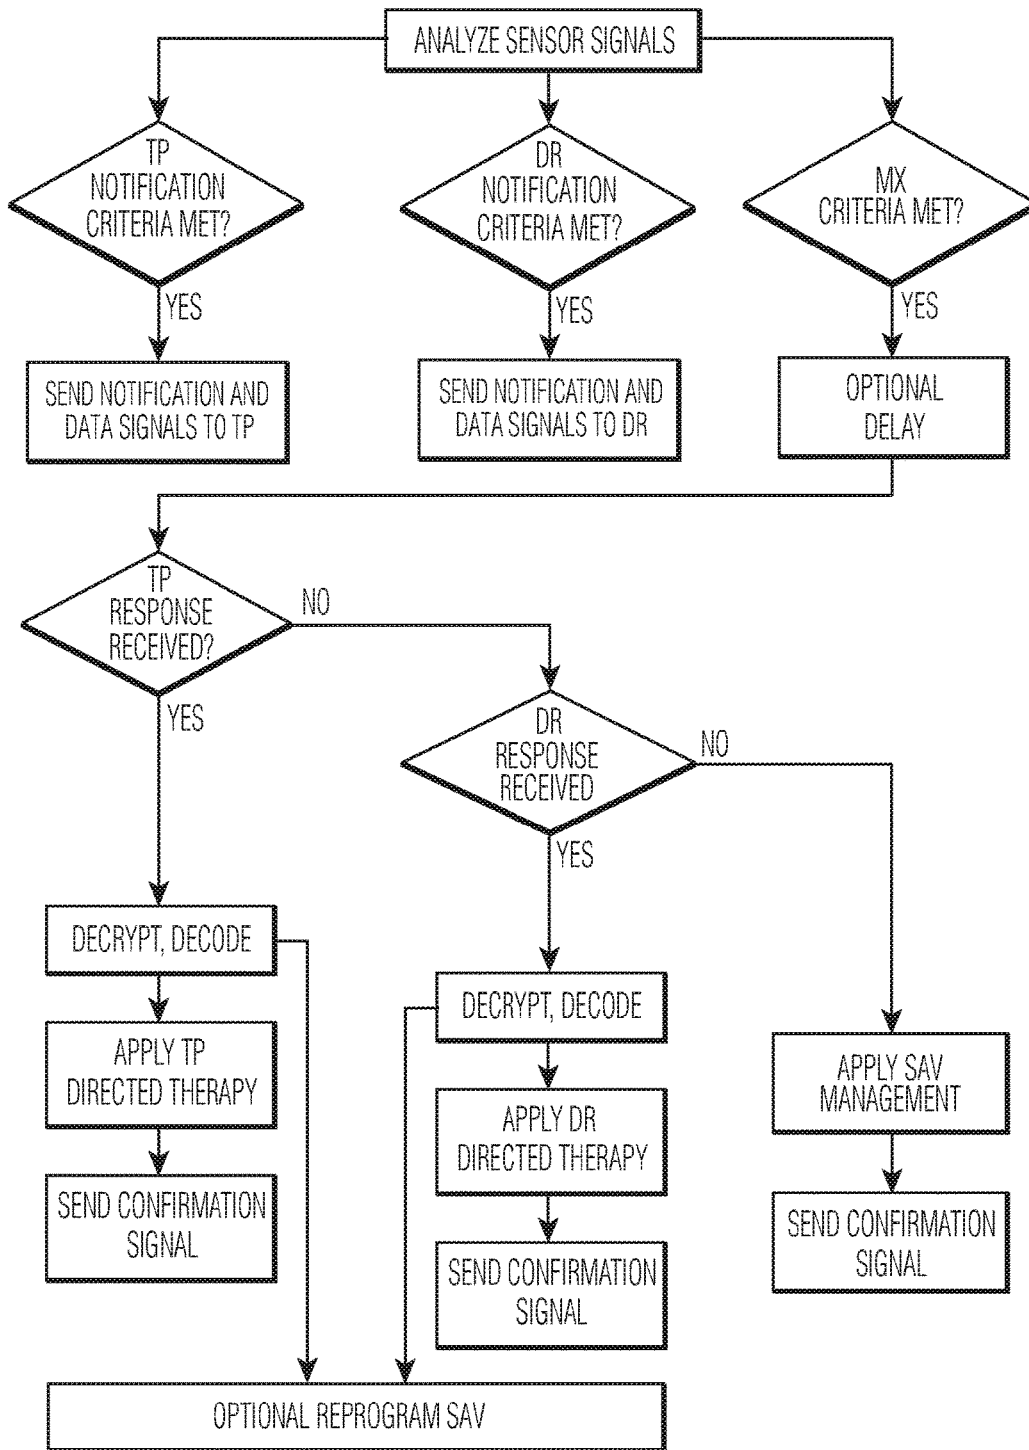 ANALYZE SENSOR SIGNALS
TP
NOTIFICATION
CRITERIA MET?
DR
NOTIFICATION
CRITERIA MET?
MX
CRITERIA MET?
YES
YES
YES
SEND NOTIFICATION AND
DATA SIGNALS TO TP
SEND NOTIFICATION AND
DATA SIGNALS TO DR
OPTIONAL
DELAY
TP
RESPONSE
RECEIVED?
NO
YES
DR
RESPONSE
RECEIVED
NO
YES
DECRYPT, DECODE
APPLY TP
DIRECTED THERAPY
SEND CONFIRMATION
SIGNAL
DECRYPT, DECODE
APPLY DR
DIRECTED THERAPY
SEND CONFIRMATION
SIGNAL
APPLY SAV
MANAGEMENT
SEND CONFIRMATION
SIGNAL
OPTIONAL REPROGRAM SAV